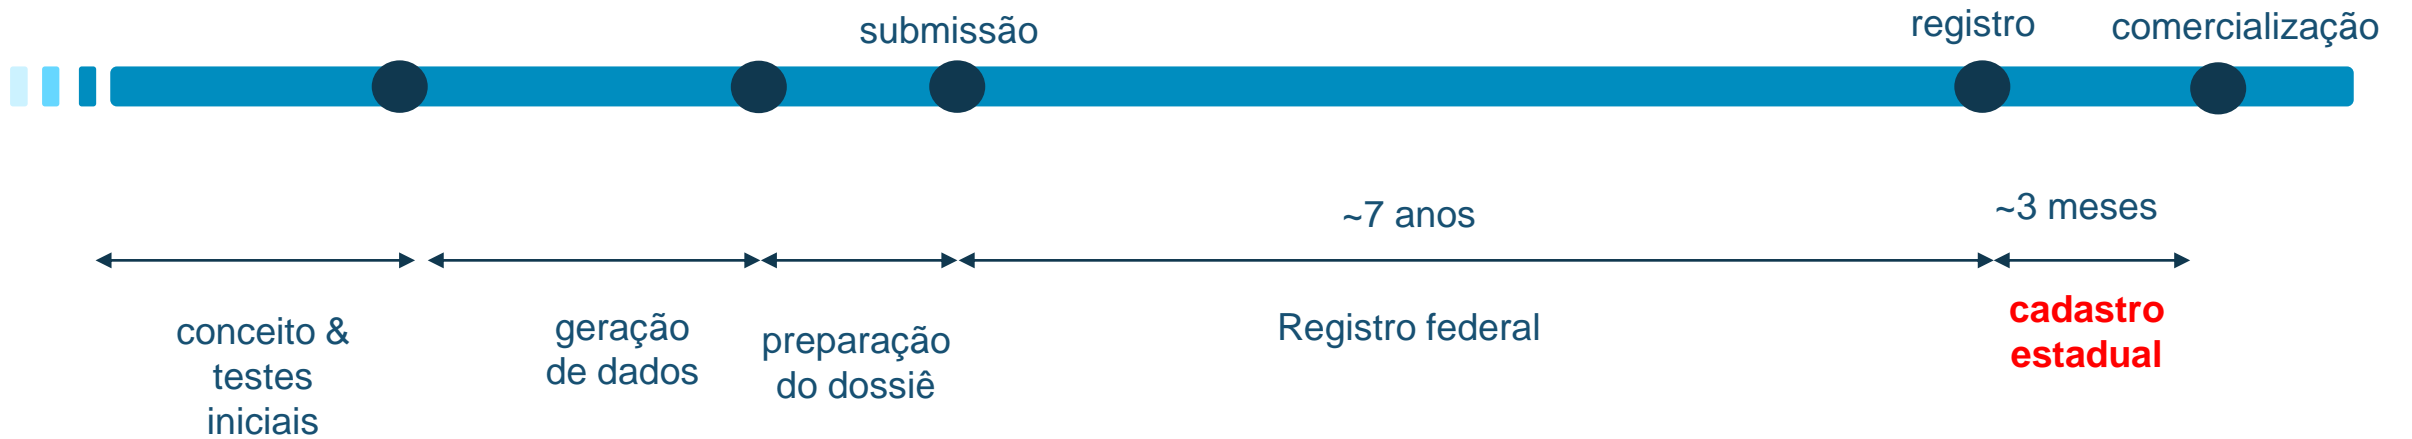 submissão
registro
comercialização
~7 anos
~3 meses
conceito &
testes
iniciais
geração
de dados
preparação
do dossiê
Registro federal
cadastro
estadual